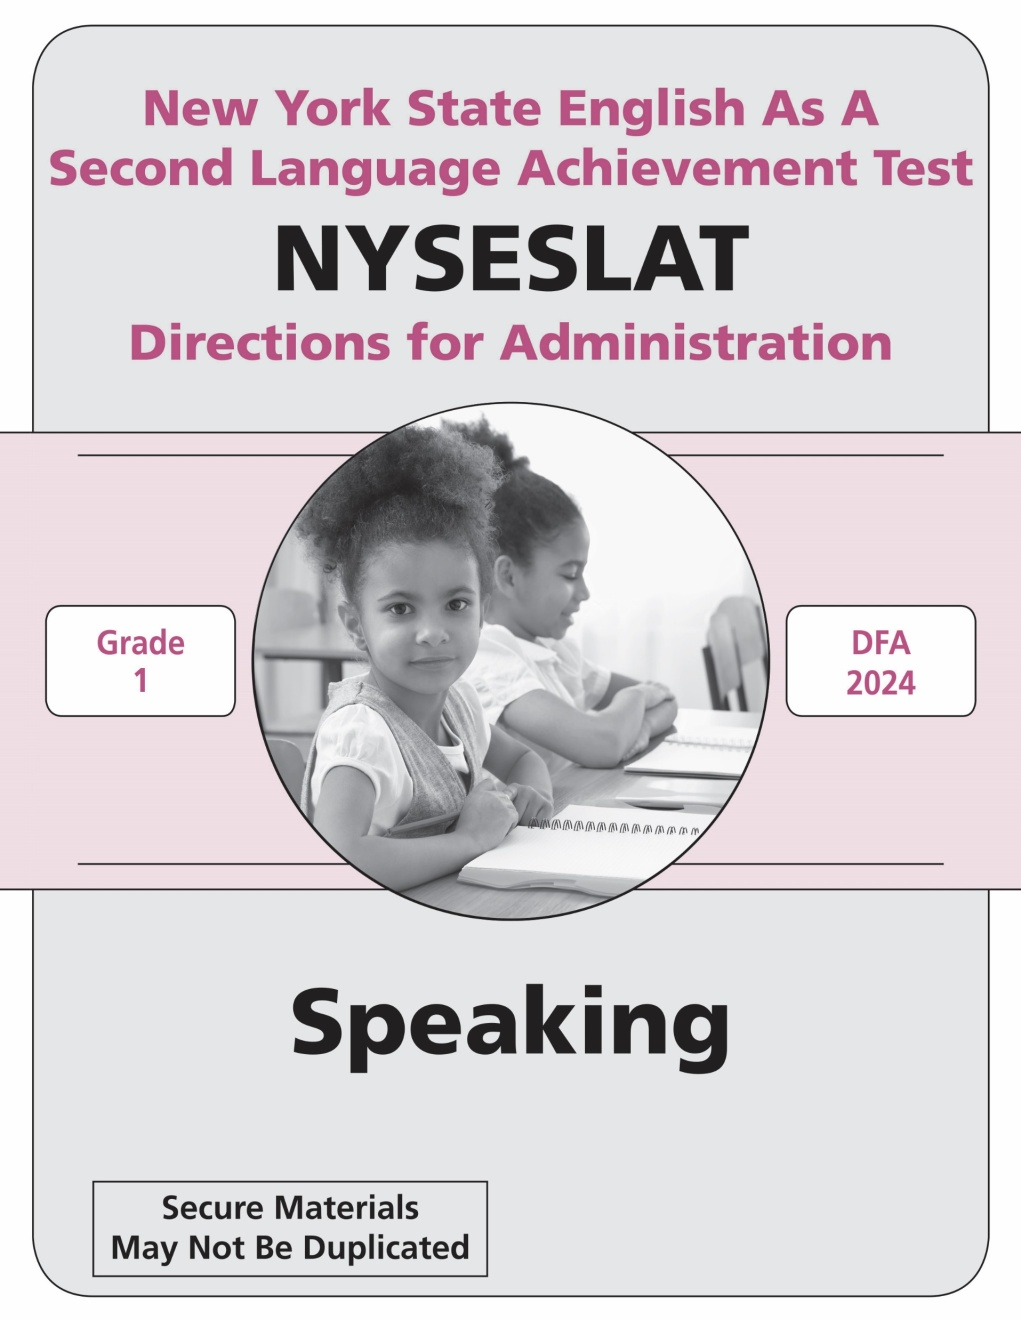 New York State English As A
Second Language Achievement Test
NYSESLAT
Directions for Administration
Grade
1
DFA
2024
Speaking
Secure Materials
May Not Be Duplicated